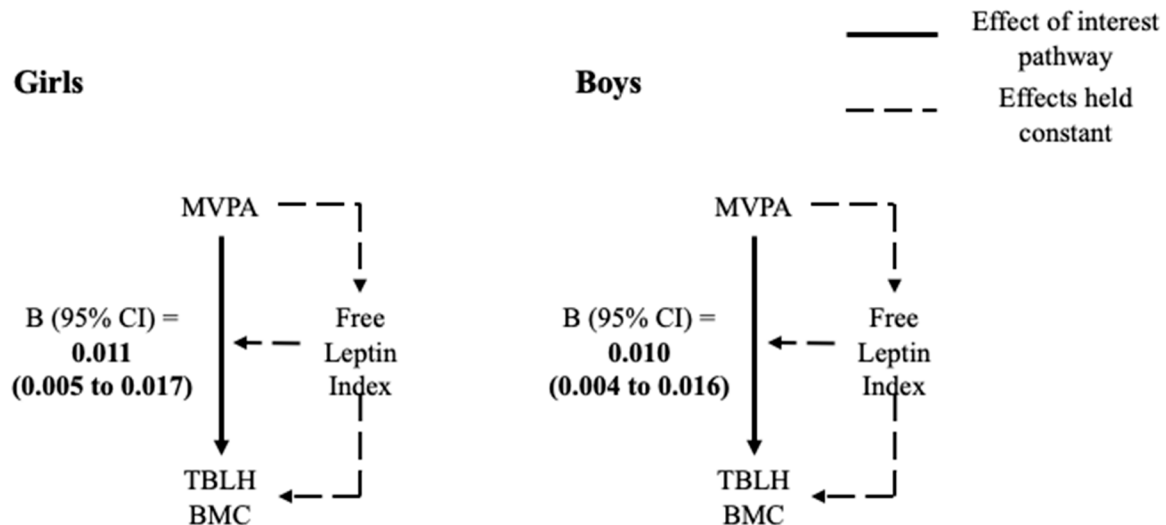 Effect of interest
pathway
Effects held
constant
Girls
MVPA
B (95% CI) =
0.011
(0.005 to 0.017)
Free
Leptin
Index
TBLH
BMC
Boys
MVPA
B (95% CI) =
0.010
(0.004 to 0.016)
Free
Leptin
Index
TBLH
BMC